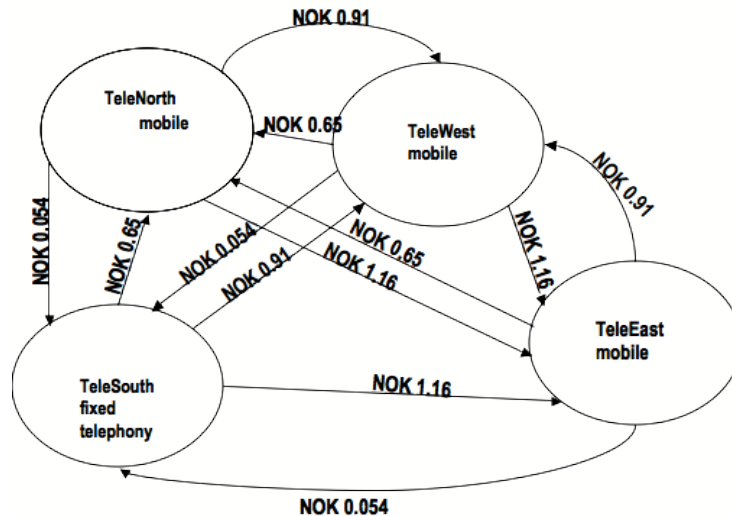 NOK 0.91
TeleNorth
mobile
NOK 0.65
TeleWest
mobile
NOK 0.91
NOK 0.054
NOK 0.65
NOK 0.054
NOK 0.91
NOK 0.65
NOK 1.16
NOK 1.16
TeleEast
mobile
TeleSouth
fixed
telephony
NOK 1.16
NOK 0.054